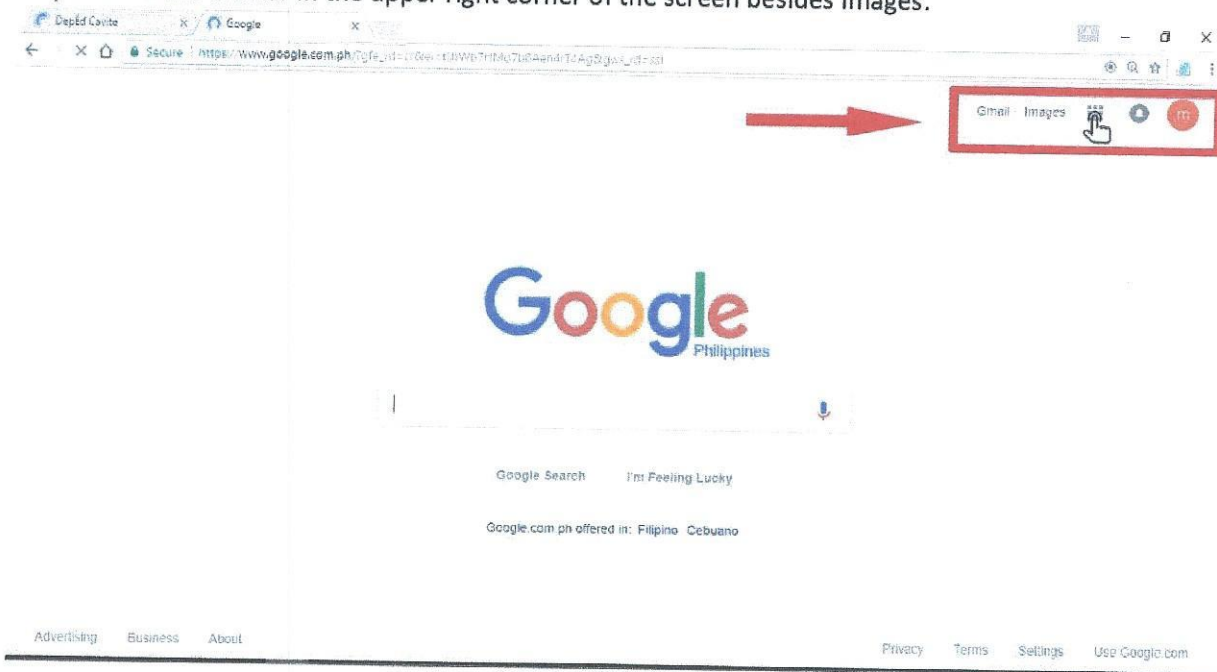 in the upper right corner of the screen besides Images.
DepEd Cavite
Google
Secure https://www.google.com.ph/
Gmail Images
m
Google
Philippines
Google Search I'm Feeling Lucky
Google.com.ph offered in: Filipino Cebuano
Advertising Business About
Privacy Terms Settings Use Google.com